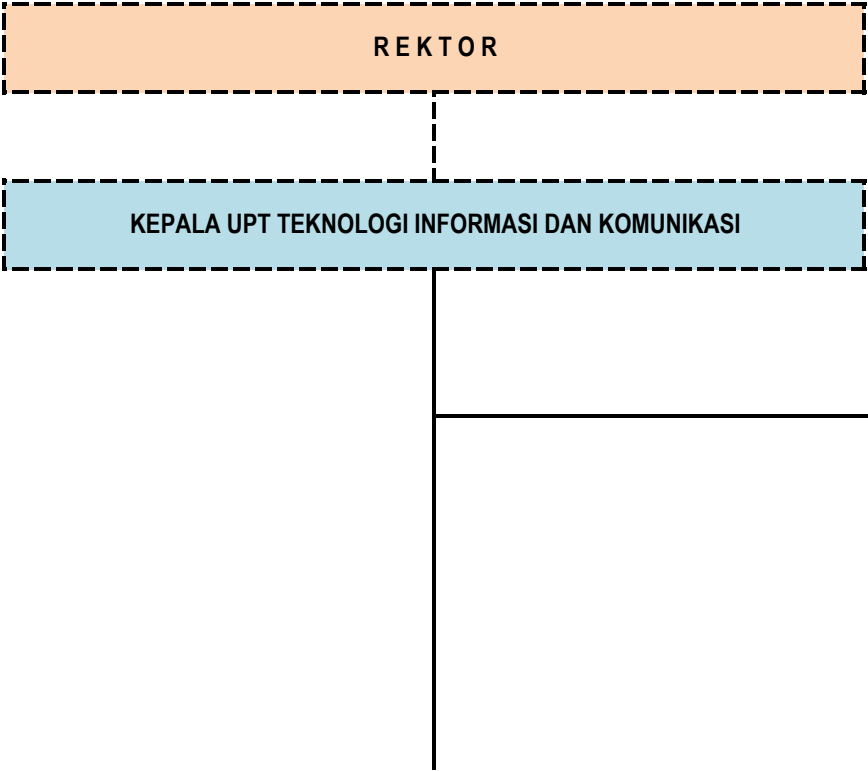 R E K T O R
KEPALA UPT TEKNOLOGI INFORMASI DAN KOMUNIKASI